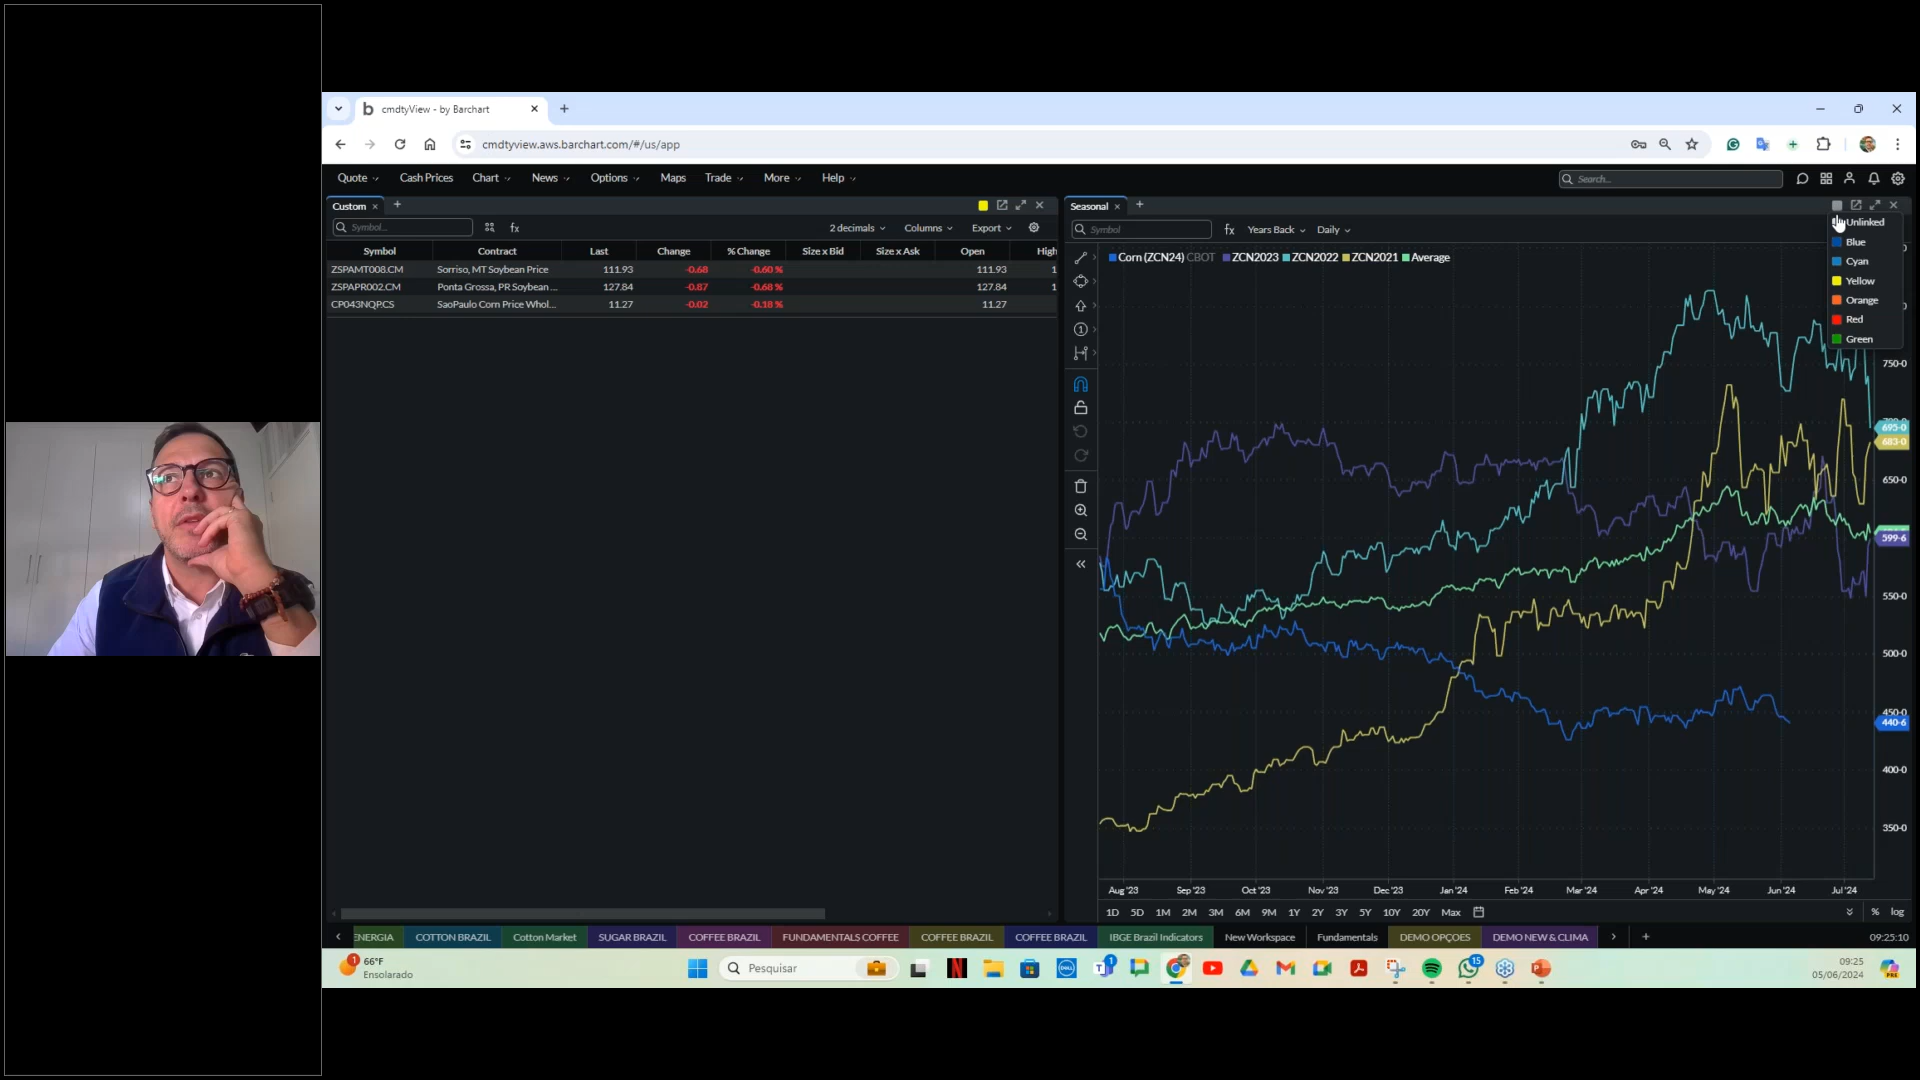 cmdtyView - by Barchart
cmdtyview.aws.barchart.com/#/us/app
Quote Cash Prices Chart News Options Maps Trade More Help Search...
Custom
Seasonal
Symbol... fx 2 decimals Columns Export
Symbol fx Years Back Daily
Unlinked
Blue
Cyan
Yellow
Orange
Red
Green
Symbol Contract Last Change % Change Size x Bid Size x Ask Open High
ZSPAMT008.CM Sorriso, MT Soybean Price 111.93 -0.68 -0.60 % 111.93 1
ZSPAPR002.CM Ponta Grossa, PR Soybean ... 127.84 -0.87 -0.68 % 127.84 1
CP043NQP.CS SaoPaulo Corn Price Whol... 11.27 -0.02 -0.18 % 11.27
Corn (ZCN24) CBOT ZCN2023 ZCN2022 ZCN2021 Average
750-0
695-0
683-0
650-0
599-6
550-0
500-0
450-0
440-6
400-0
350-0
Aug '23 Sep '23 Oct '23 Nov '23 Dec '23 Jan '24 Feb '24 Mar '24 Apr '24 May '24 Jun '24 Jul '24
1D 5D 1M 2M 3M 6M 9M 1Y 2Y 3Y 5Y 10Y 20Y Max % log
ENERGIA COTTON BRAZIL Cotton Market SUGAR BRAZIL COFFEE BRAZIL FUNDAMENTALS COFFEE COFFEE BRAZIL COFFEE BRAZIL IBGE Brazil Indicators New Workspace Fundamentals DEMO OPÇOES DEMO NEW & CLIMA 09:25:10
1 66°F
Ensolarado
Pesquisar
DELL
1
15
09:25
05/06/2024
PRE